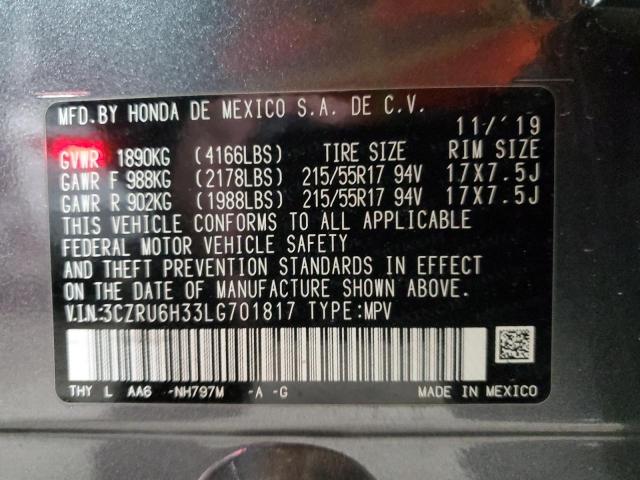 MFD. BY HONDA DE MEXICO S.A. DE C.V.
11/'19
GVWR 1890KG (4166LBS) TIRE SIZE RIM SIZE
GAWR F 988KG (2178LBS) 215/55R17 94V 17X7.5J
GAWR R 902KG (1988LBS) 215/55R17 94V 17X7.5J
THIS VEHICLE CONFORMS TO ALL APPLICABLE
FEDERAL MOTOR VEHICLE SAFETY
AND THEFT PREVENTION STANDARDS IN EFFECT
ON THE DATE OF MANUFACTURE SHOWN ABOVE.
V.I.N:3CZRU6H33LG701817 TYPE:MPV
THY L AA6 -NH797M -A -G MADE IN MEXICO